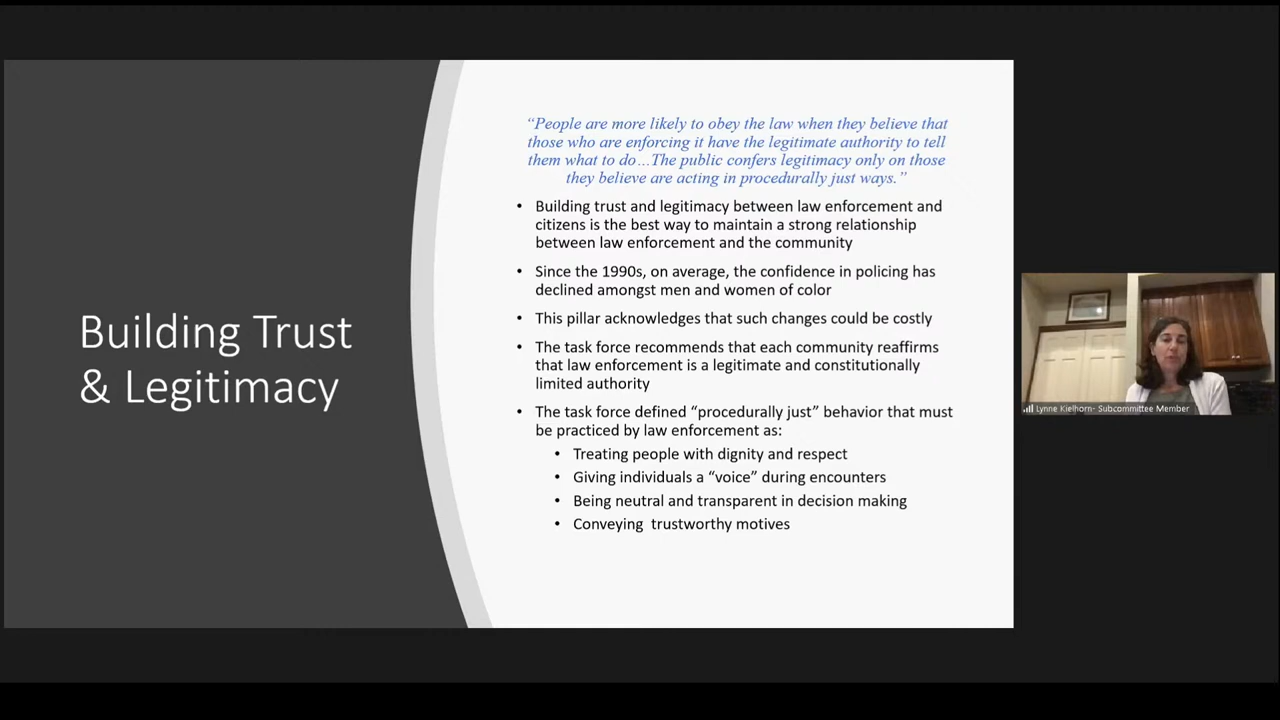 Building Trust
& Legitimacy
“People are more likely to obey the law when they believe that
those who are enforcing it have the legitimate authority to tell
them what to do…The public confers legitimacy only on those
they believe are acting in procedurally just ways.”
• Building trust and legitimacy between law enforcement and
citizens is the best way to maintain a strong relationship
between law enforcement and the community
• Since the 1990s, on average, the confidence in policing has
declined amongst men and women of color
• This pillar acknowledges that such changes could be costly
• The task force recommends that each community reaffirms
that law enforcement is a legitimate and constitutionally
limited authority
• The task force defined “procedurally just” behavior that must
be practiced by law enforcement as:
• Treating people with dignity and respect
• Giving individuals a “voice” during encounters
• Being neutral and transparent in decision making
• Conveying trustworthy motives
Lynne Kielhorn- Subcommittee Member